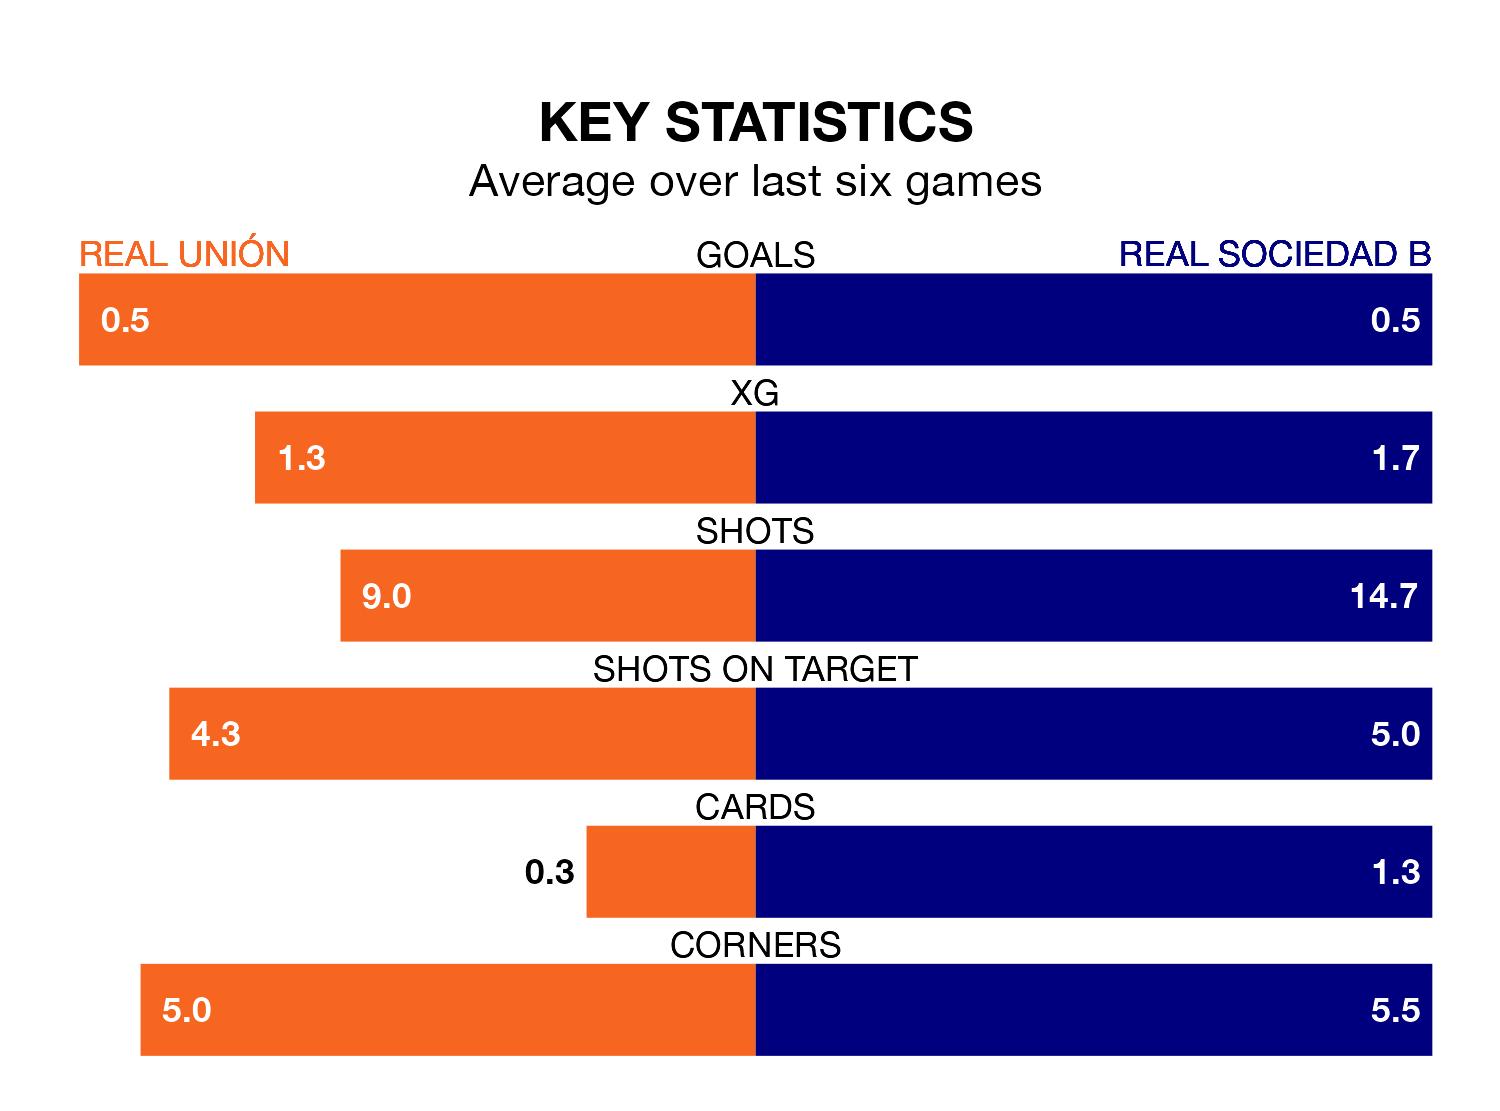 KEY STATISTICS
Average over last six games
REAL UNIÓN GOALS REAL SOCIEDAD B
0.5 0.5
XG
1.3 1.7
SHOTS
9.0 14.7
SHOTS ON TARGET
4.3 5.0
CARDS
0.3 1.3
CORNERS
5.0 5.5